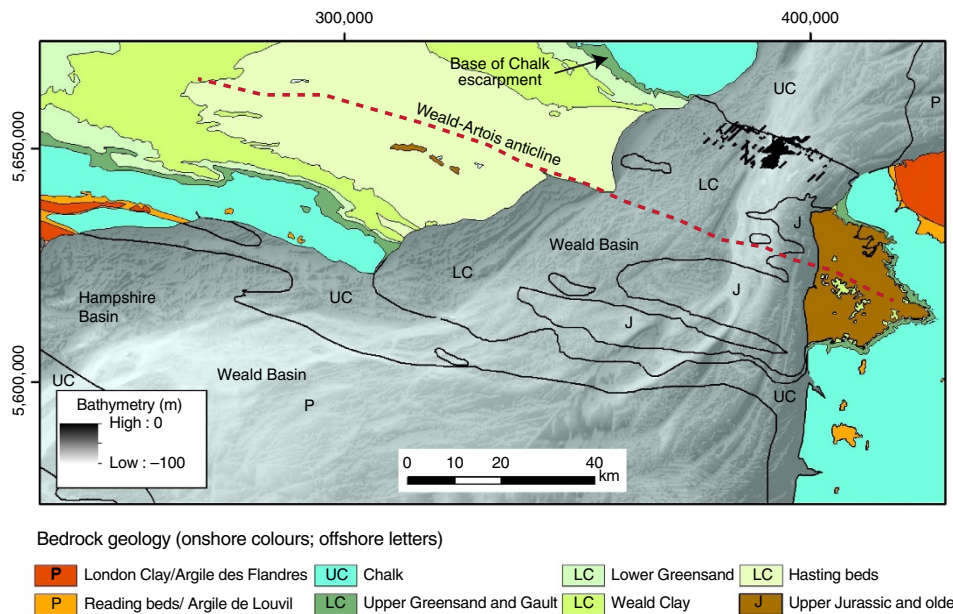 300,000
400,000
5,650,000
5,600,000
Base of Chalk
escarpment
UC
P
Weald-Artois anticline
LC
J
Weald Basin
LC
UC
J
Hampshire
Basin
J
UC
Weald Basin
P
UC
Bathymetry (m)
High : 0
Low : –100
0 10 20 40
km
Bedrock geology (onshore colours; offshore letters)
P London Clay/Argile des Flandres
UC Chalk
LC Lower Greensand
LC Hasting beds
P Reading beds/ Argile de Louvil
LC Upper Greensand and Gault
LC Weald Clay
J Upper Jurassic and olde